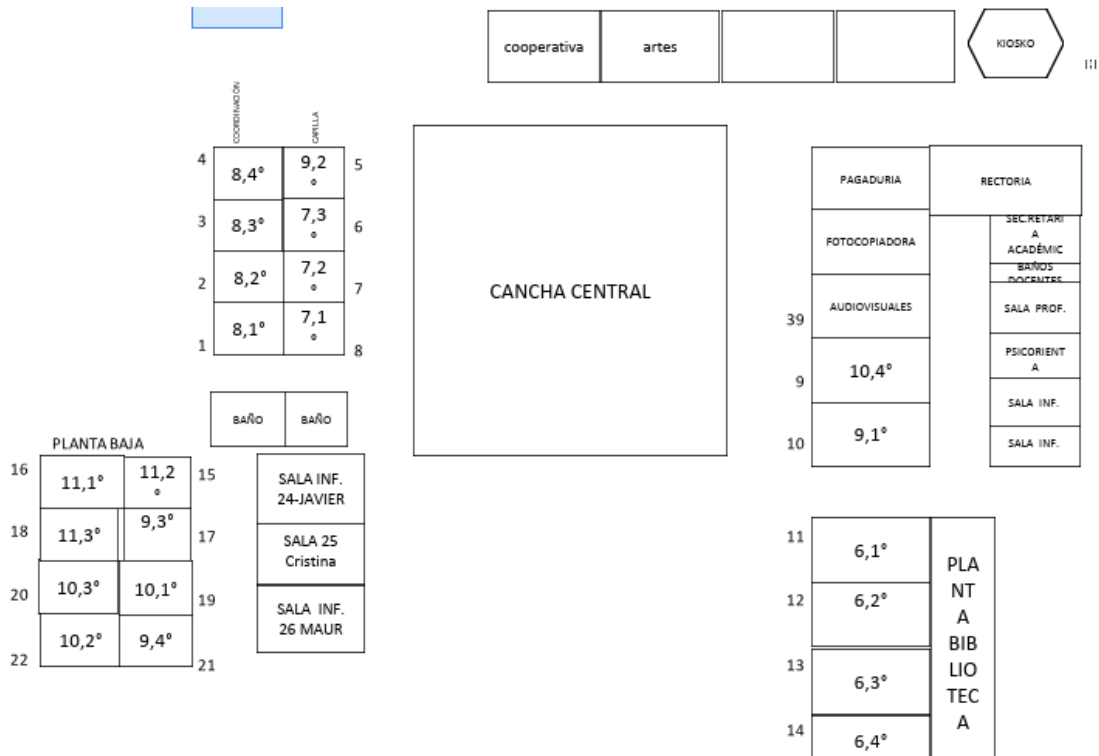 cooperativa
artes
KIOSKO
COORDINACIÓN
CAPILLA
4
8,4°
9,2
°
5
3
8,3°
7,3
°
6
2
8,2°
7,2
°
7
1
8,1°
7,1
°
8
CANCHA CENTRAL
PAGADURIA
RECTORIA
FOTOCOPIADORA
SEC.RETARI
A
ACADÉMIC
BAÑOS
DOCENTES
39
AUDIOVISUALES
SALA PROF.
9
10,4°
PSICORIENT
A
SALA INF.
10
9,1°
SALA INF.
BAÑO
BAÑO
PLANTA BAJA
16
11,1°
11,2
°
15
18
11,3°
9,3°
17
20
10,3°
10,1°
19
22
10,2°
9,4°
21
SALA INF.
24-JAVIER
SALA 25
Cristina
SALA INF.
26 MAUR
11
6,1°
12
6,2°
13
6,3°
14
6,4°
PLA
NT
A
BIB
LIO
TEC
A